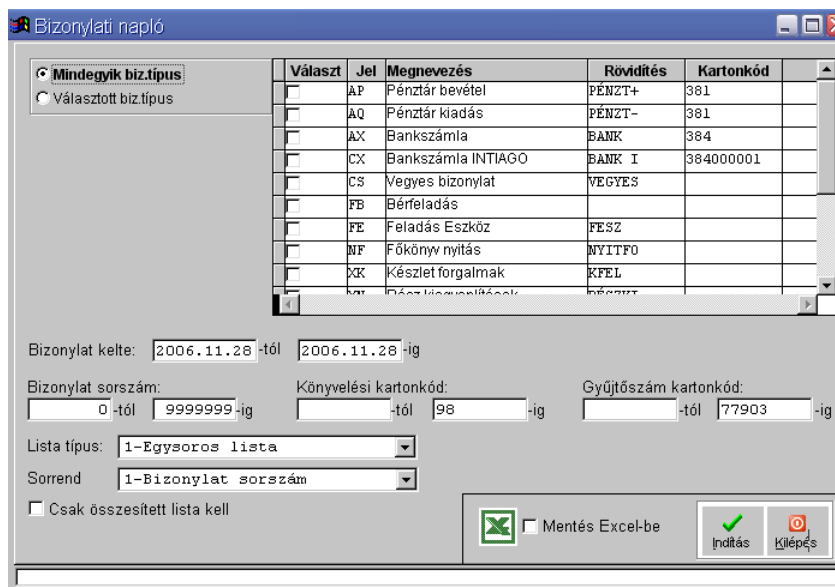 Bizonylati napló
Mindegyik biz.típus
Választott biz.típus
Választ Jel Megnevezés Rövidítés Kartonkód
AP Pénztár bevétel PÉNZT+ 381
AQ Pénztár kiadás PÉNZT- 381
AX Bankszámla BANK 384
CX Bankszámla INTIAGO BANK I 384000001
CS Vegyes bizonylat VEGYES
FB Bérfeladás
FE Feladás Eszköz FESZ
NF Főkönyv nyitás NYITFO
XK Készlet forgalmak KFEL
Bizonylat kelte: 2006.11.28 -tól 2006.11.28 -ig
Bizonylat sorszám: Könyvelési kartonkód: Gyűjtőszám kartonkód:
0 -tól 9999999 -ig -tól 98 -ig -tól 77903 -ig
Lista típus: 1-Egysoros lista
Sorrend 1-Bizonylat sorszám
Csak összesített lista kell
Mentés Excel-be
Indítás Kilépés